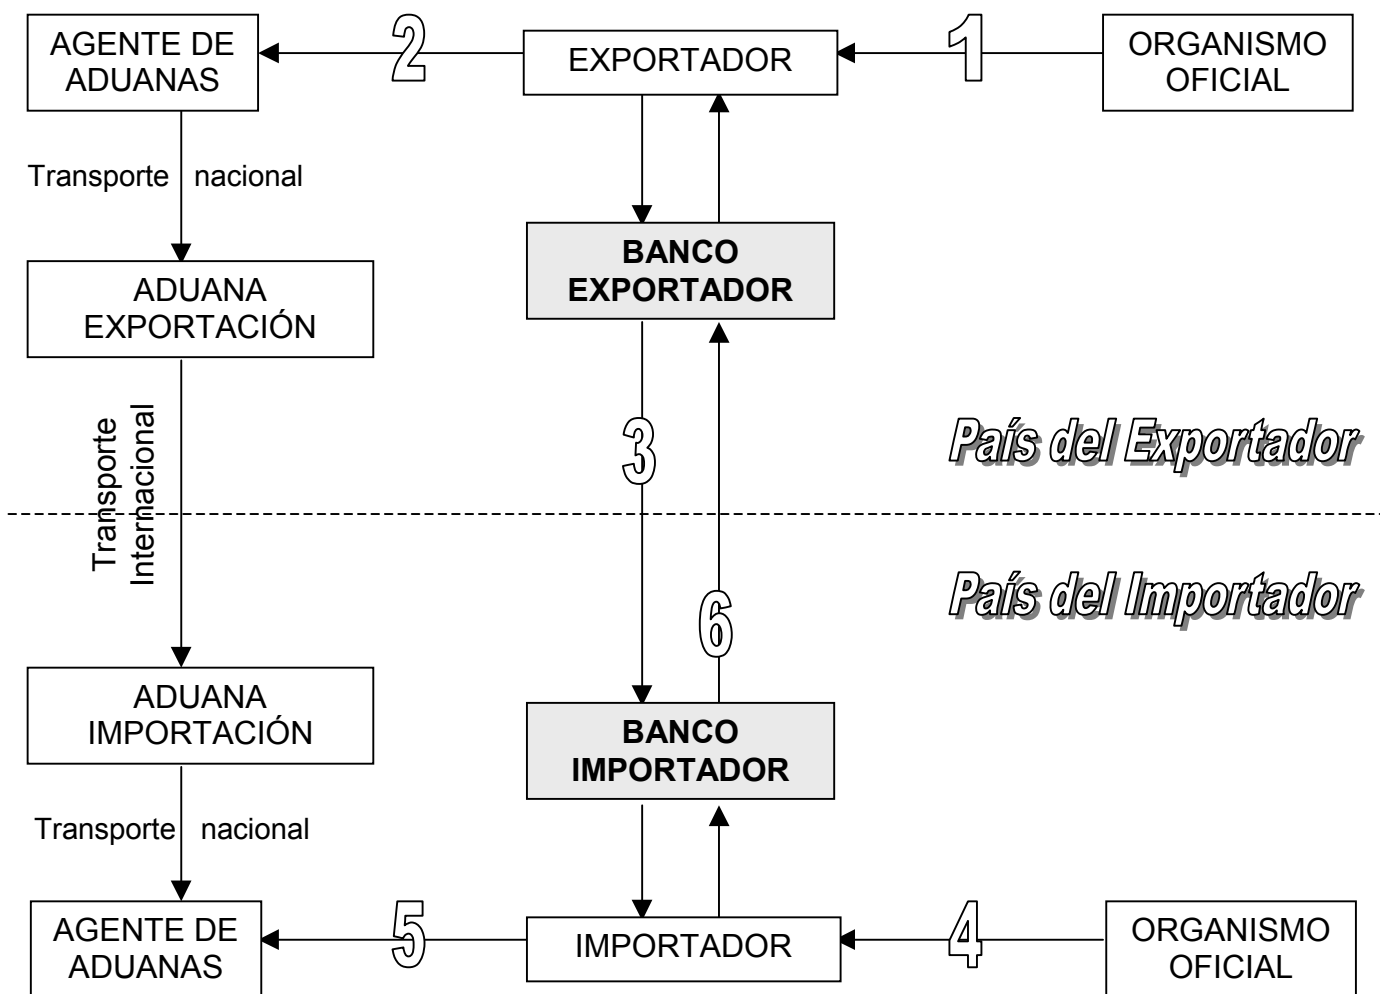 AGENTE DE
ADUANAS
2
EXPORTADOR
1
ORGANISMO
OFICIAL
Transporte nacional
BANCO
EXPORTADOR
ADUANA
EXPORTACIÓN
Transporte
Internacional
3
País del Exportador
País del Importador
6
ADUANA
IMPORTACIÓN
BANCO
IMPORTADOR
Transporte nacional
AGENTE DE
ADUANAS
5
IMPORTADOR
4
ORGANISMO
OFICIAL